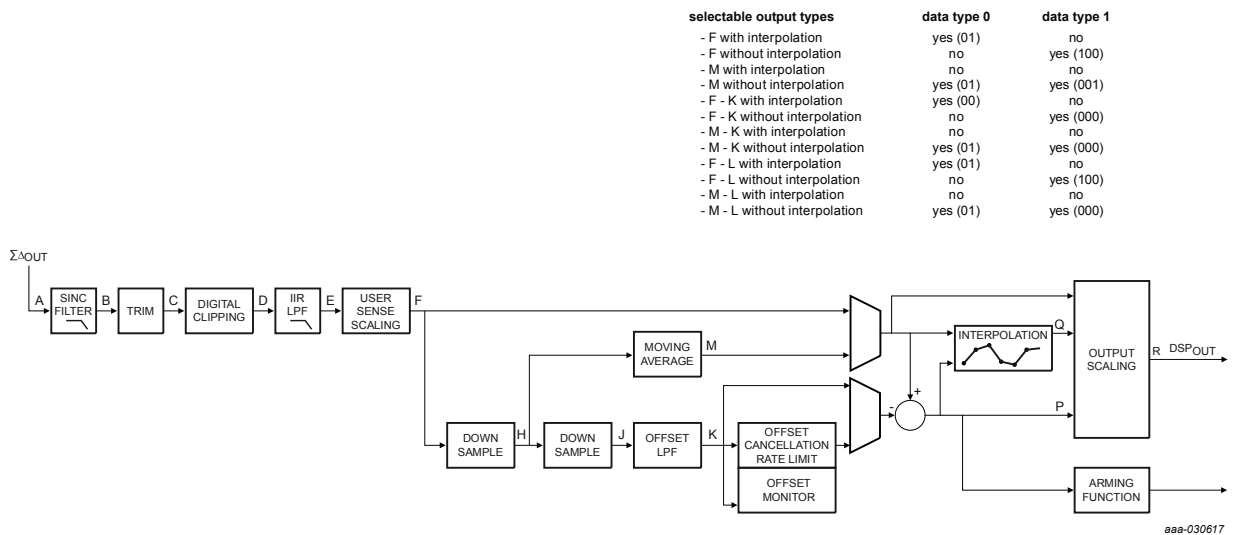 selectable output types data type 0 data type 1
- F with interpolation yes (01) no
- F without interpolation no yes (100)
- M with interpolation no no
- M without interpolation yes (01) yes (001)
- F - K with interpolation yes (00) no
- F - K without interpolation no yes (000)
- M - K with interpolation no no
- M - K without interpolation yes (01) yes (000)
- F - L with interpolation yes (01) no
- F - L without interpolation no yes (100)
- M - L with interpolation no no
- M - L without interpolation yes (01) yes (000)
ΣΔOUT
A
SINC
FILTER
B
TRIM
C
DIGITAL
CLIPPING
D
IIR
LPF
E
USER
SENSE
SCALING
F
MOVING
AVERAGE
M
INTERPOLATION
Q
OUTPUT
SCALING
R DSPOUT
+
-
P
DOWN
SAMPLE
H
DOWN
SAMPLE
J
OFFSET
LPF
K
OFFSET
CANCELLATION
RATE LIMIT
OFFSET
MONITOR
ARMING
FUNCTION
aaa-030617